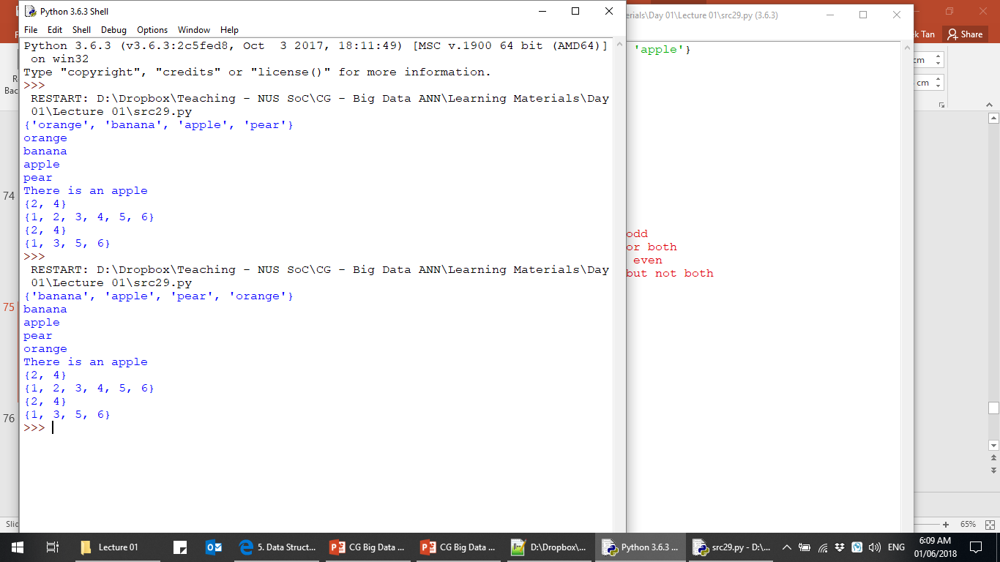 Python 3.6.3 Shell
File Edit Shell Debug Options Window Help
Python 3.6.3 (v3.6.3:2c5fed8, Oct  3 2017, 18:11:49) [MSC v.1900 64 bit (AMD64)]
 on win32
Type "copyright", "credits" or "license()" for more information.
>>>
 RESTART: D:\Dropbox\Teaching - NUS SoC\CG - Big Data ANN\Learning Materials\Day
 01\Lecture 01\src29.py
{'orange', 'banana', 'apple', 'pear'}
orange
banana
apple
pear
There is an apple
{2, 4}
{1, 2, 3, 4, 5, 6}
{2, 4}
{1, 3, 5, 6}
>>>
 RESTART: D:\Dropbox\Teaching - NUS SoC\CG - Big Data ANN\Learning Materials\Day
 01\Lecture 01\src29.py
{'banana', 'apple', 'pear', 'orange'}
banana
apple
pear
orange
There is an apple
{2, 4}
{1, 2, 3, 4, 5, 6}
{2, 4}
{1, 3, 5, 6}
>>>
erials\Day 01\Lecture 01\src29.py (3.6.3)
'apple'}
odd
or both
even
but not both
ek Tan
Share
cm
cm
Bac
74
75
76
Slid
65%
Lecture 01
5. Data Struct...
CG Big Data ...
CG Big Data ...
D:\Dropbox\...
Python 3.6.3 ...
src29.py - D:\...
ENG
6:09 AM
01/06/2018